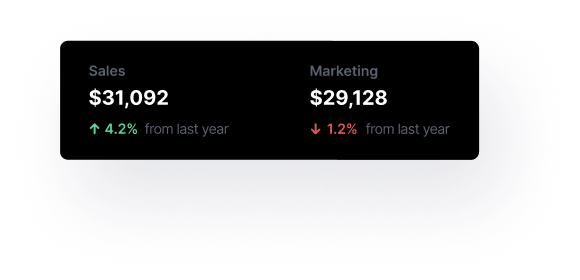 Sales
$31,092
↑ 4.2% from last year
Marketing
$29,128
↓ 1.2% from last year